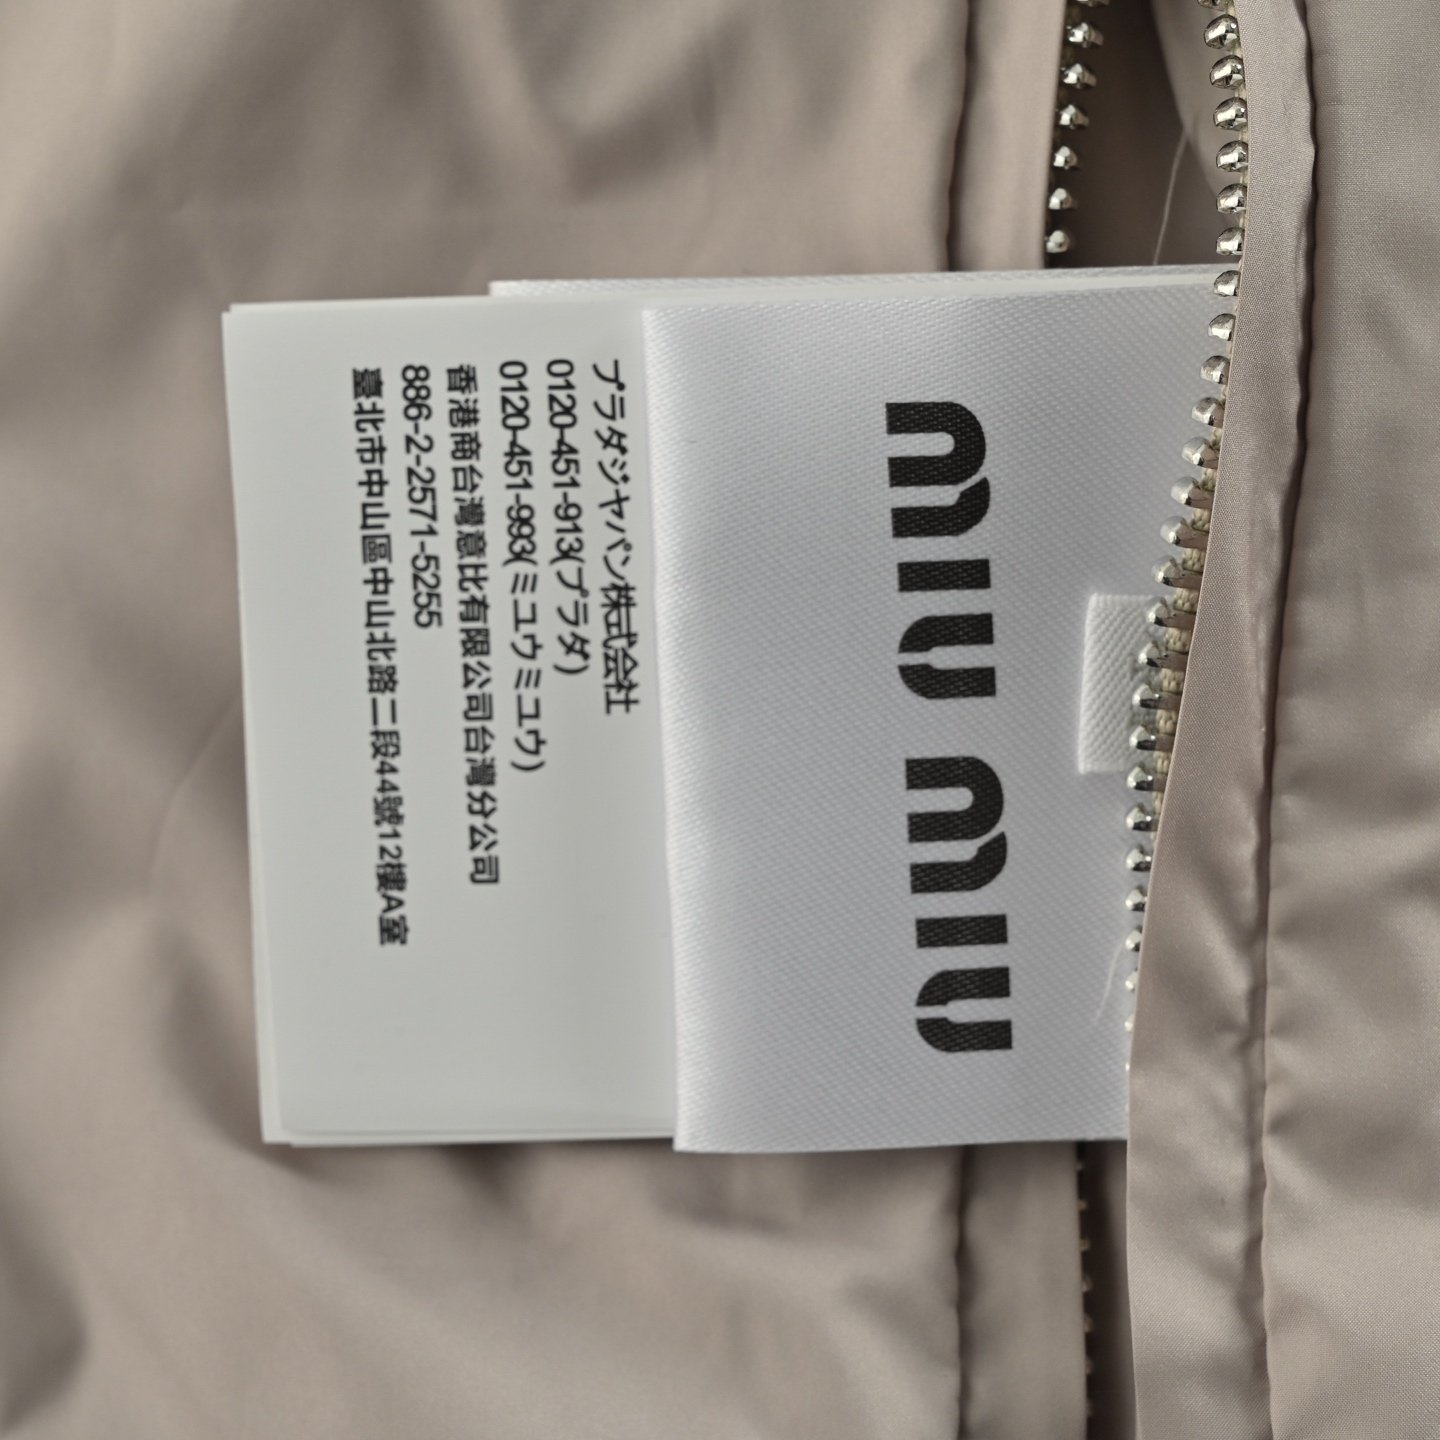 プラダジヤパン株式会社
0120-451-913(プラダ)
0120-451-993(ミユウミユウ)
香港商台灣意比有限公司台灣分公司
886-2-2571-5255
臺北市中山區中山北路二段44號12樓A室
miu miu